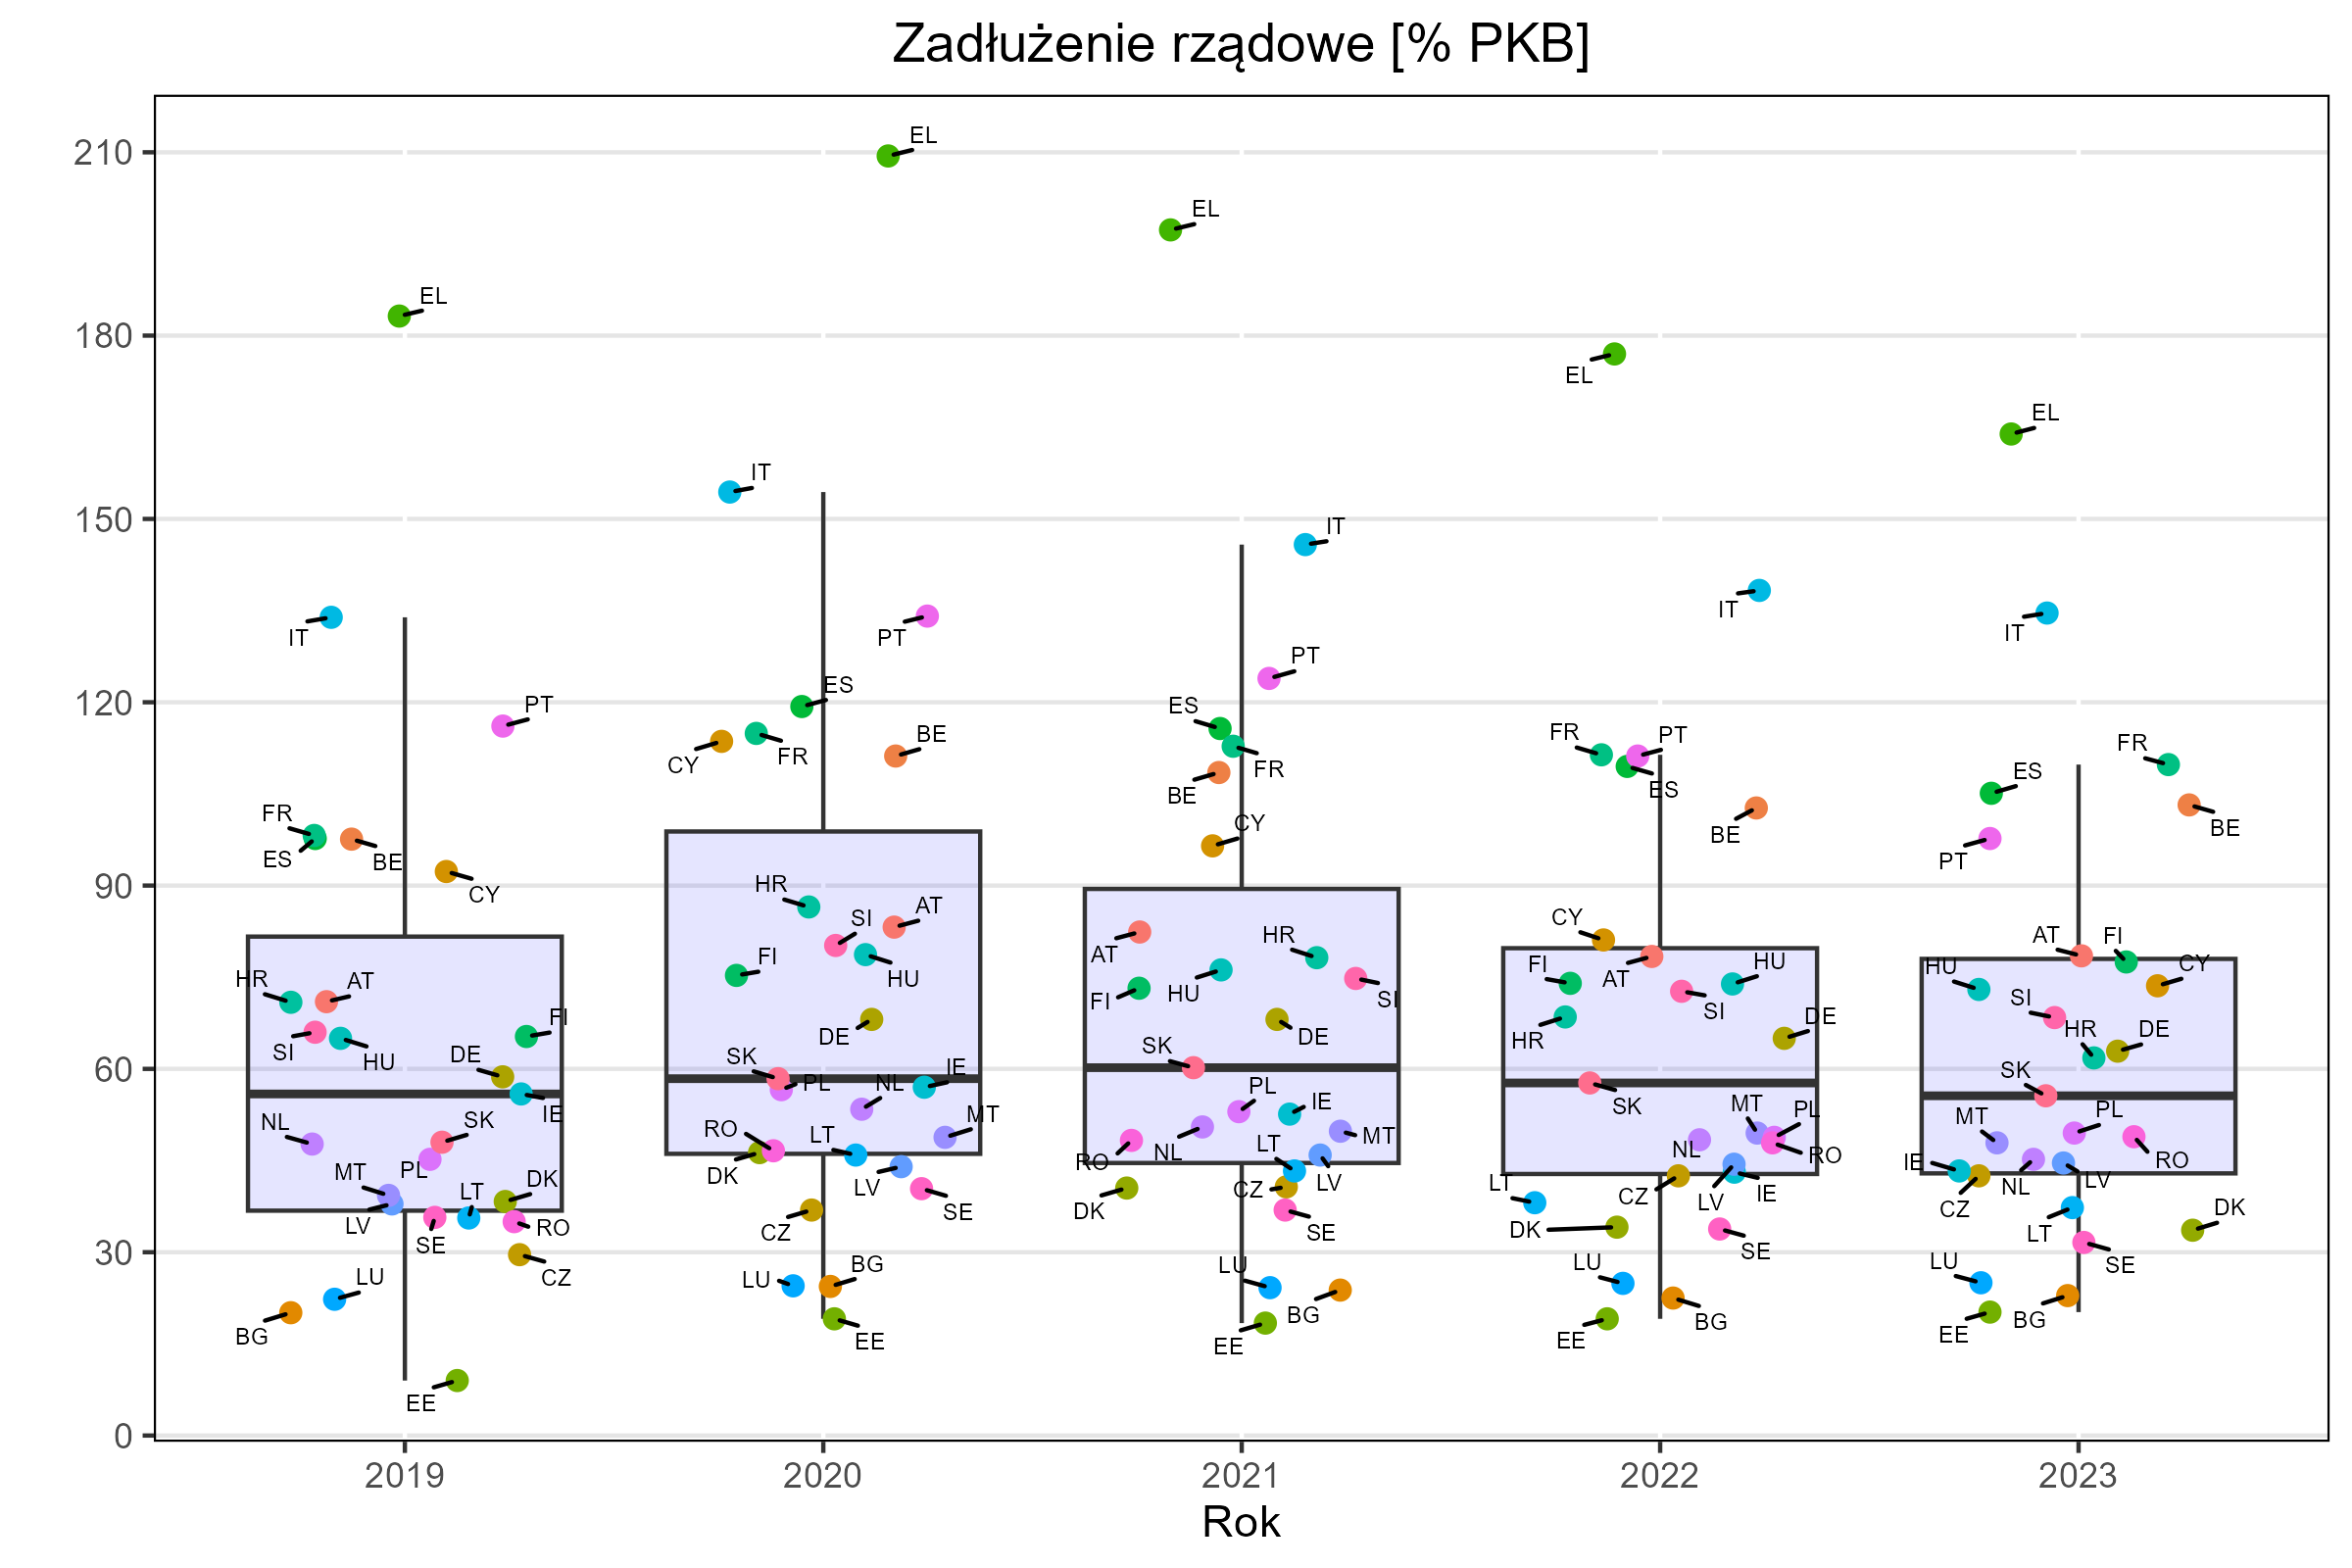 Zadłużenie rządowe [% PKB]
210
180
150
120
90
60
30
0
EL
IT
PT
FR
ES
BE
CY
HR
AT
SI
HU
FI
DE
IE
NL
SK
MT
PL
LV
SE
LT
DK
RO
CZ
LU
BG
EE
EL
IT
PT
ES
CY
FR
BE
HR
SI
AT
FI
HU
DE
SK
PL
NL
IE
MT
RO
LT
DK
LV
SE
CZ
LU
BG
EE
EL
IT
PT
ES
FR
BE
CY
AT
HR
FI
HU
SI
DE
SK
PL
IE
RO
NL
LT
MT
DK
CZ
LV
SE
LU
BG
EE
EL
IT
FR
PT
ES
BE
CY
FI
AT
HU
SI
HR
DE
SK
MT
PL
NL
RO
LT
CZ
LV
IE
DK
SE
LU
BG
EE
EL
IT
FR
ES
BE
PT
AT
FI
HU
CY
SI
HR
DE
SK
MT
PL
IE
NL
RO
CZ
LV
LT
DK
SE
LU
EE
BG
2019
2020
2021
2022
2023
Rok